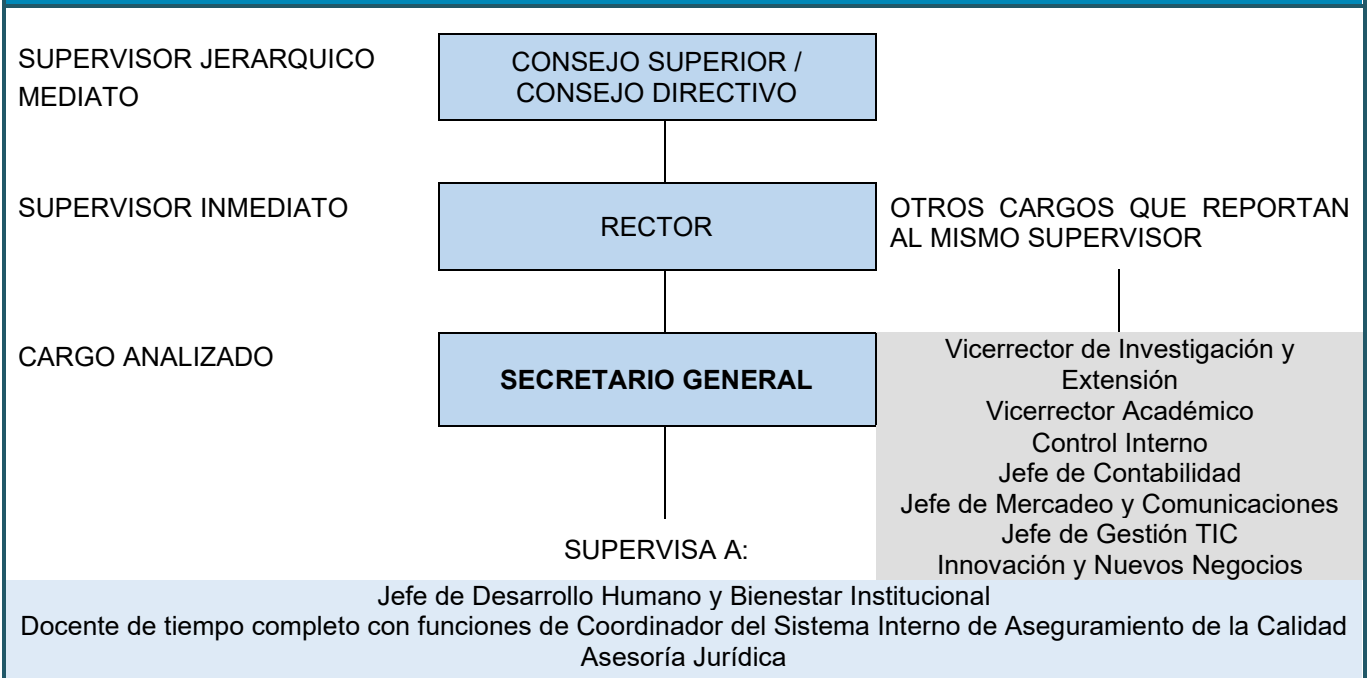 SUPERVISOR JERARQUICO
MEDIATO
CONSEJO SUPERIOR /
CONSEJO DIRECTIVO
SUPERVISOR INMEDIATO
RECTOR
OTROS CARGOS QUE REPORTAN
AL MISMO SUPERVISOR
CARGO ANALIZADO
SECRETARIO GENERAL
Vicerrector de Investigación y
Extensión
Vicerrector Académico
Control Interno
Jefe de Contabilidad
Jefe de Mercadeo y Comunicaciones
Jefe de Gestión TIC
Innovación y Nuevos Negocios
SUPERVISA A:
Jefe de Desarrollo Humano y Bienestar Institucional
Docente de tiempo completo con funciones de Coordinador del Sistema Interno de Aseguramiento de la Calidad
Asesoría Jurídica